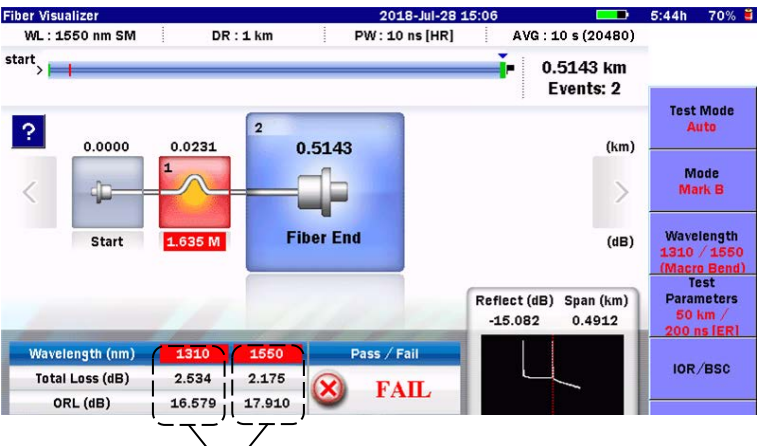 Fiber Visualizer 2018-Jul-28 15:06 5:44h 70%
WL : 1550 nm SM DR : 1 km PW : 10 ns [HR] AVG : 10 s (20480)
start
0.5143 km
Events: 2
?
0.0000 0.0231 2 0.5143 (km)
1
Start 1.635 M Fiber End (dB)
Reflect (dB) Span (km)
-15.082 0.4912
Wavelength (nm) 1310 1550 Pass / Fail
Total Loss (dB) 2.534 2.175 FAIL
ORL (dB) 16.579 17.910
Test Mode
Auto
Mode
Mark B
Wavelength
1310 / 1550
(Macro Bend)
Test
Parameters
50 km /
200 ns [ER]
IOR/BSC